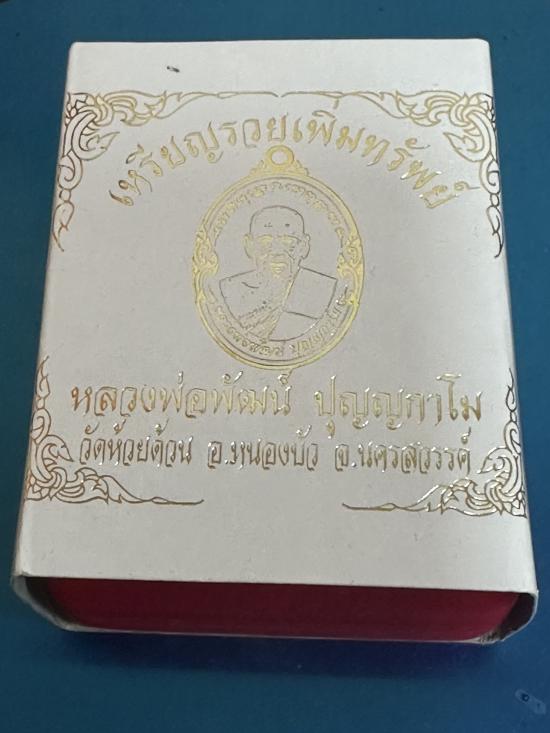 เหรียญรวยเพิ่มทรัพย์
หลวงพ่อพัฒน์ ปุญญกาโม
วัดห้วยด้วน อ.หนองบัว จ.นครสวรรค์